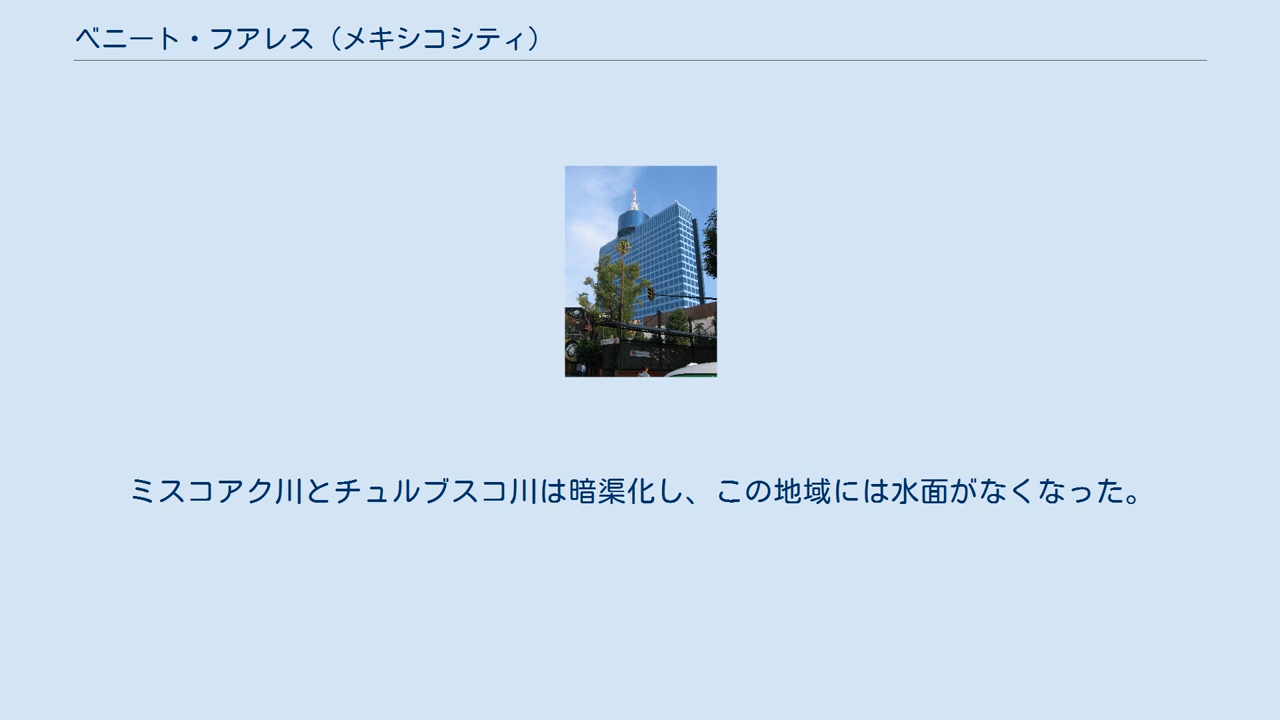 ベニート・フアレス（メキシコシティ）
ミスコアク川とチュルブスコ川は暗渠化し、この地域には水面がなくなった。